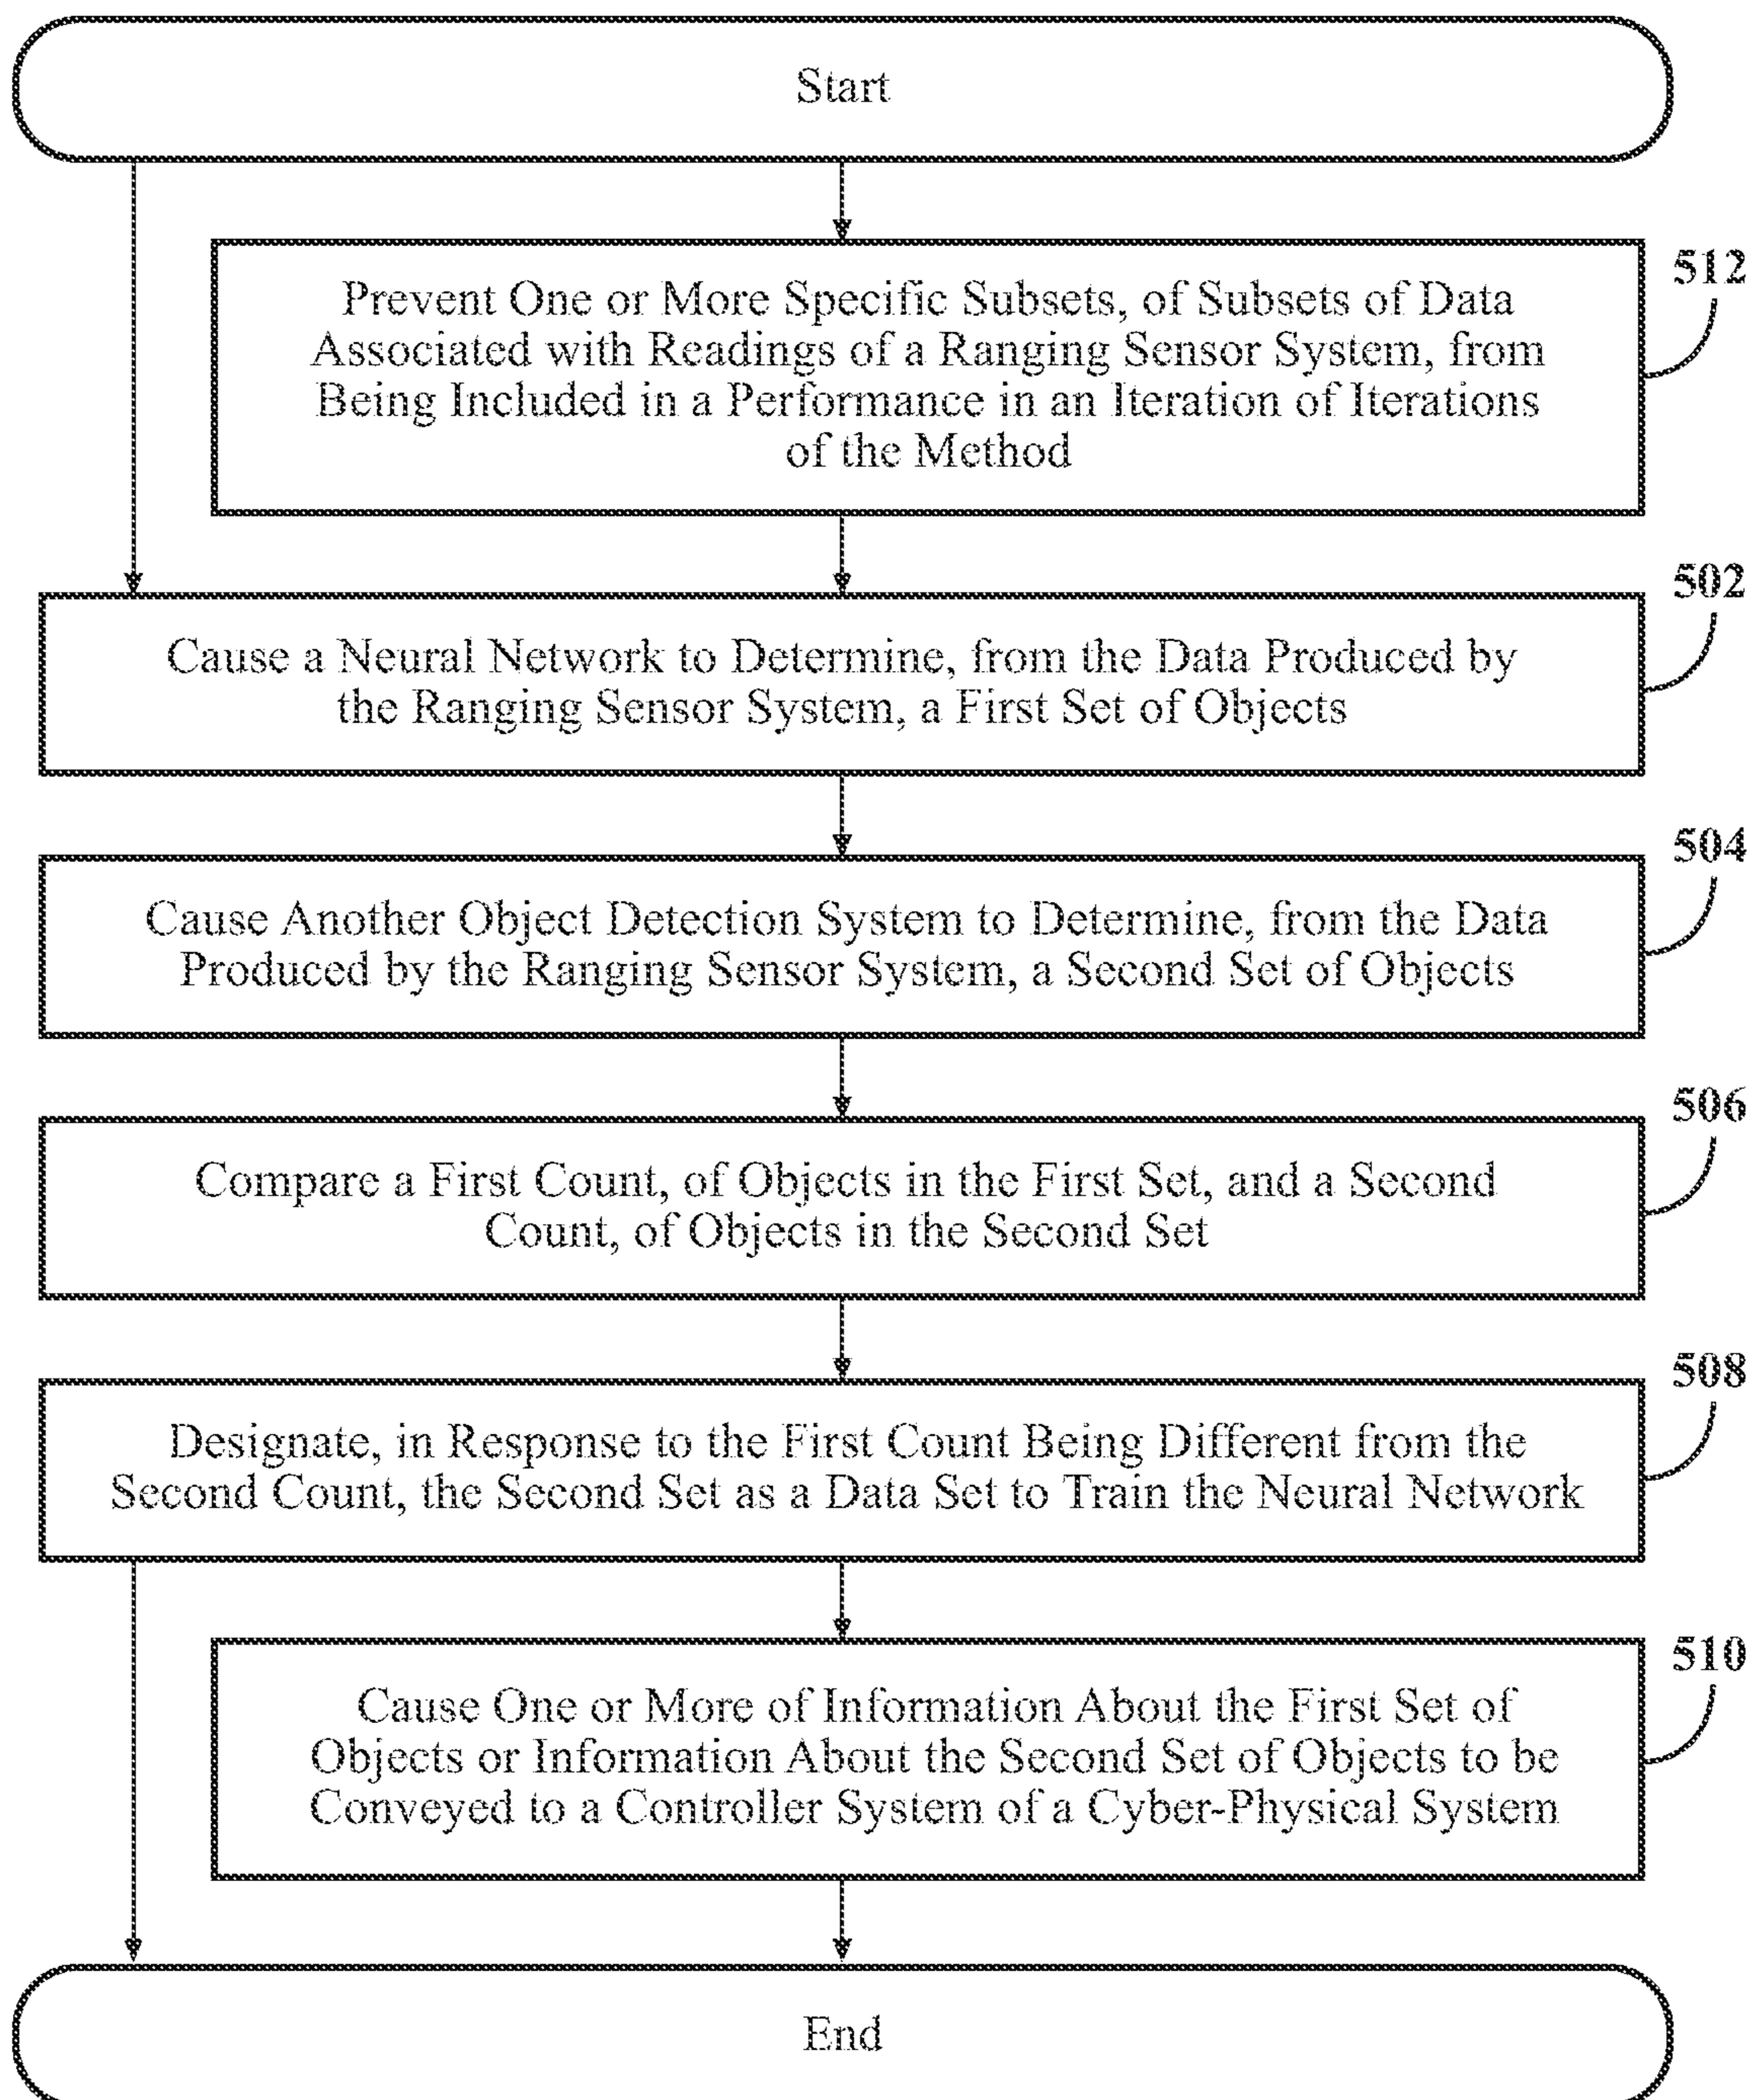 Start
512
Prevent One or More Specific Subsets, of Subsets of Data
Associated with Readings of a Ranging Sensor System, from
Being Included in a Performance in an Iteration of Iterations
of the Method
502
Cause a Neural Network to Determine, from the Data Produced by
the Ranging Sensor System, a First Set of Objects
504
Cause Another Object Detection System to Determine, from the Data
Produced by the Ranging Sensor System, a Second Set of Objects
506
Compare a First Count, of Objects in the First Set, and a Second
Count, of Objects in the Second Set
508
Designate, in Response to the First Count Being Different from the
Second Count, the Second Set as a Data Set to Train the Neural Network
510
Cause One or More of Information About the First Set of
Objects or Information About the Second Set of Objects to be
Conveyed to a Controller System of a Cyber-Physical System
End